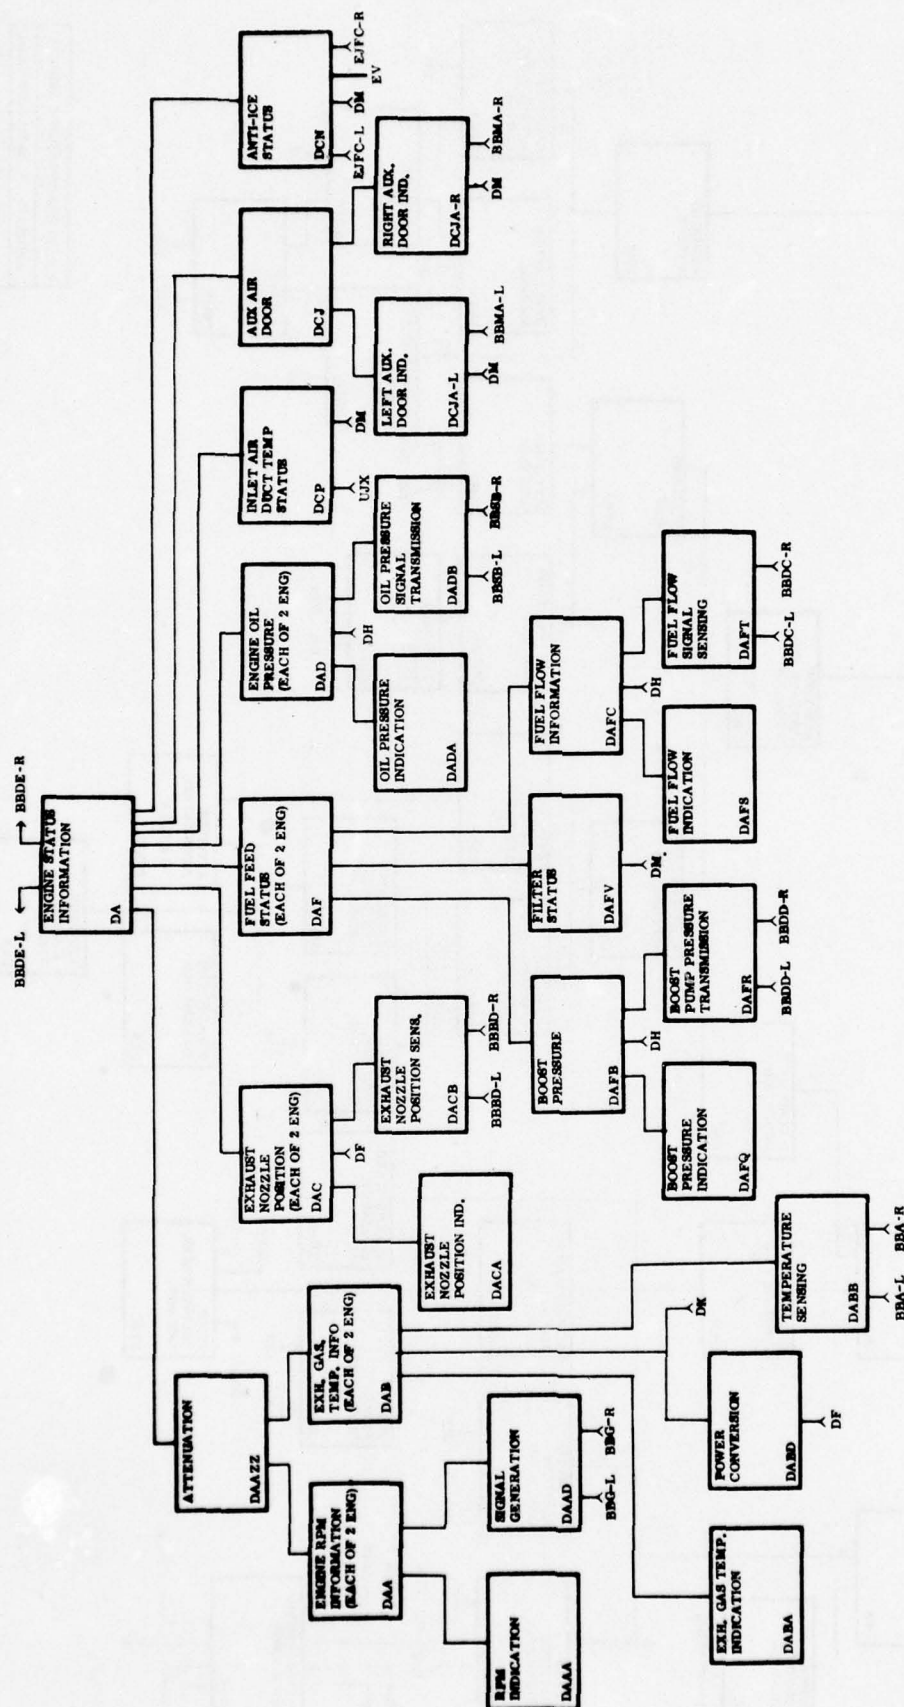 BBDE-L
BBDE-R
ENGINE STATUS
INFORMATION
DA
ATTENUATION
DAAZZ
EXHAUST
NOZZLE
POSITION
(EACH OF 2 ENG)
DAC
DF
FUEL FEED
STATUS
(EACH OF 2 ENG)
DAF
ENGINE OIL
PRESSURE
(EACH OF 2 ENG)
DAD
DH
INLET AIR
DUCT TEMP
STATUS
DCP
UJX
DM
AUX AIR
DOOR
DCJ
ANTI-ICE
STATUS
DCN
EJFC-L
DM
EV
EJFC-R
ENGINE RPM
INFORMATION
(EACH OF 2 ENG)
DAA
EXH. GAS,
TEMP. INFO
(EACH OF 2 ENG)
DAB
EXHAUST
NOZZLE
POSITION IND.
DACA
EXHAUST
NOZZLE
POSITION SENS.
DACB
BBBD-L
BBBD-R
OIL PRESSURE
INDICATION
DADA
OIL PRESSURE
SIGNAL
TRANSMISSION
DADB
BBSB-L
BBSB-R
LEFT AUX.
DOOR IND.
DCJA-L
DM
BBMA-L
RIGHT AUX.
DOOR IND.
DCJA-R
DM
BBMA-R
RPM
INDICATION
DAAA
SIGNAL
GENERATION
DAAD
BBG-L
BBG-R
BOOST
PRESSURE
DAFB
DH
FILTER
STATUS
DAFV
DM.
FUEL FLOW
INFORMATION
DAFC
DH
EXH. GAS TEMP.
INDICATION
DABA
POWER
CONVERSION
DABD
DF
DK
TEMPERATURE
SENSING
DABB
BBA-L
BBA-R
BOOST
PRESSURE
INDICATION
DAFQ
BOOST
PUMP PRESSURE
TRANSMISSION
DAFR
BBDD-L
BBDD-R
FUEL FLOW
INDICATION
DAFS
FUEL FLOW
SIGNAL
SENSING
DAFT
BBDC-L
BBDC-R